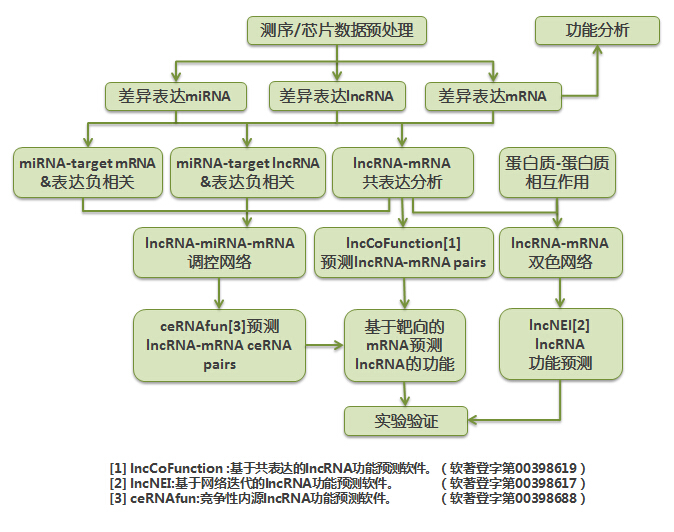 测序/芯片数据预处理
功能分析
差异表达miRNA
差异表达lncRNA
差异表达mRNA
miRNA-target mRNA
&表达负相关
miRNA-target lncRNA
&表达负相关
lncRNA-mRNA
共表达分析
蛋白质-蛋白质
相互作用
lncRNA-miRNA-mRNA
调控网络
lncCoFunction[1]
预测lncRNA-mRNA pairs
lncRNA-mRNA
双色网络
ceRNAfun[3]预测
lncRNA-mRNA ceRNA
pairs
基于靶向的
mRNA预测
lncRNA的功能
lncNEI[2]
lncRNA
功能预测
实验验证
[1] lncCoFunction :基于共表达的lncRNA功能预测软件。（软著登字第00398619）
[2] lncNEI:基于网络迭代的lncRNA功能预测软件。（软著登字第00398617）
[3] ceRNAfun:竞争性内源lncRNA功能预测软件。（软著登字第00398688）